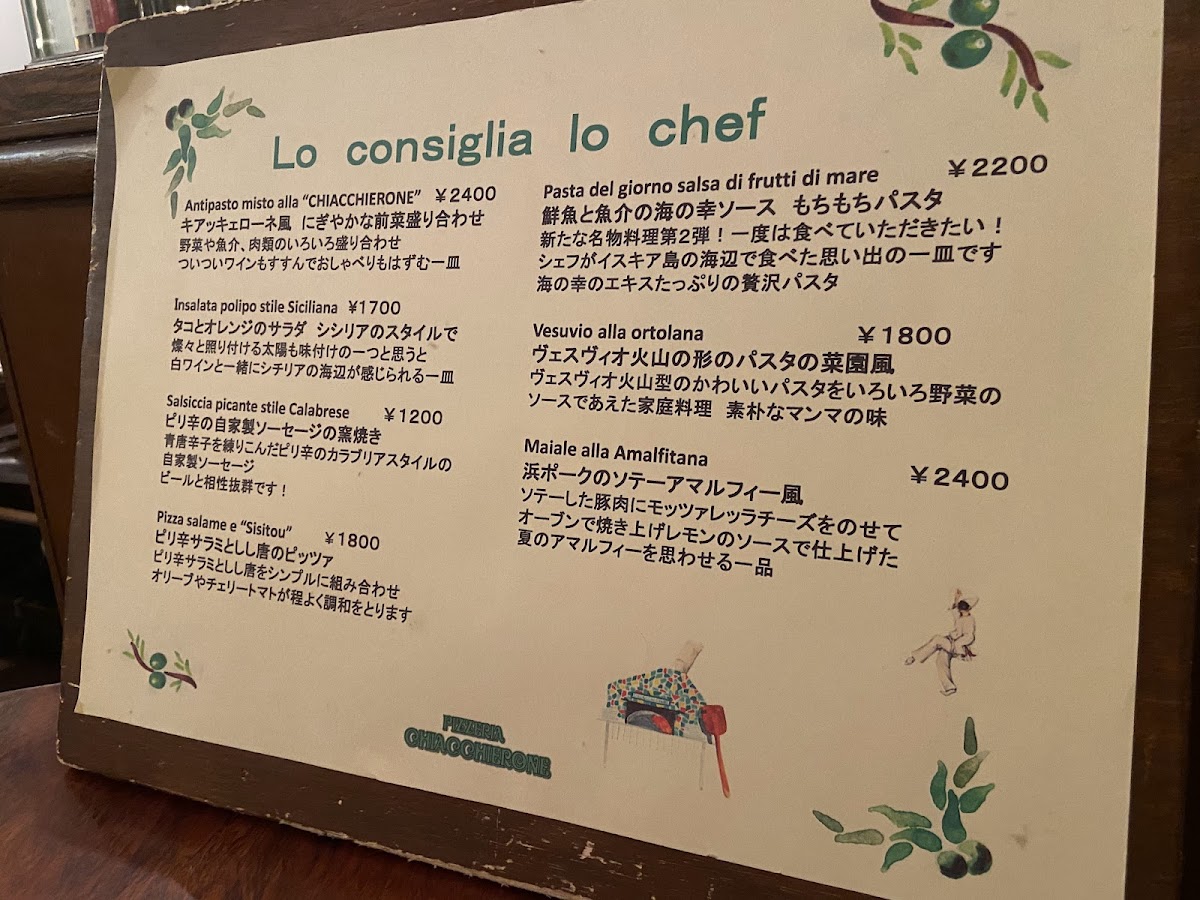 Lo consiglia lo chef
Antipasto misto alla “CHIACCHIERONE” ￥2400
キアッキェローネ風 にぎやかな前菜盛り合わせ
野菜や魚介、肉類のいろいろ盛り合わせ
ついついワインもすすんでおしゃべりもはずむ一皿
Insalata polipo stile Siciliana ￥1700
タコとオレンジのサラダ シシリアのスタイルで
燦々と照り付ける太陽も味付けの一つと思うと
白ワインと一緒にシチリアの海辺が感じられる一皿
Salsiccia picante stile Calabrese ￥1200
ピリ辛の自家製ソーセージの窯焼き
青唐辛子を練りこんだピリ辛のカラブリアスタイルの
自家製ソーセージ
ビールと相性抜群です！
Pizza salame e “Sisitou” ￥1800
ピリ辛サラミとしし唐のピッツァ
ピリ辛サラミとしし唐をシンプルに組み合わせ
オリーブやチェリートマトが程よく調和をとります
Pasta del giorno salsa di frutti di mare ￥2200
鮮魚と魚介の海の幸ソース もちもちパスタ
新たな名物料理第2弾！一度は食べていただきたい！
シェフがイスキア島の海辺で食べた思い出の一皿です
海の幸のエキスたっぷりの贅沢パスタ
Vesuvio alla ortolana ￥1800
ヴェスヴィオ火山の形のパスタの菜園風
ヴェスヴィオ火山型のかわいいパスタをいろいろ野菜の
ソースであえた家庭料理 素朴なマンマの味
Maiale alla Amalfitana ￥2400
浜ポークのソテーアマルフィー風
ソテーした豚肉にモッツァレッラチーズをのせて
オーブンで焼き上げレモンのソースで仕上げた
夏のアマルフィーを思わせる一品
PIZZERIA
CHIACCHIERONE